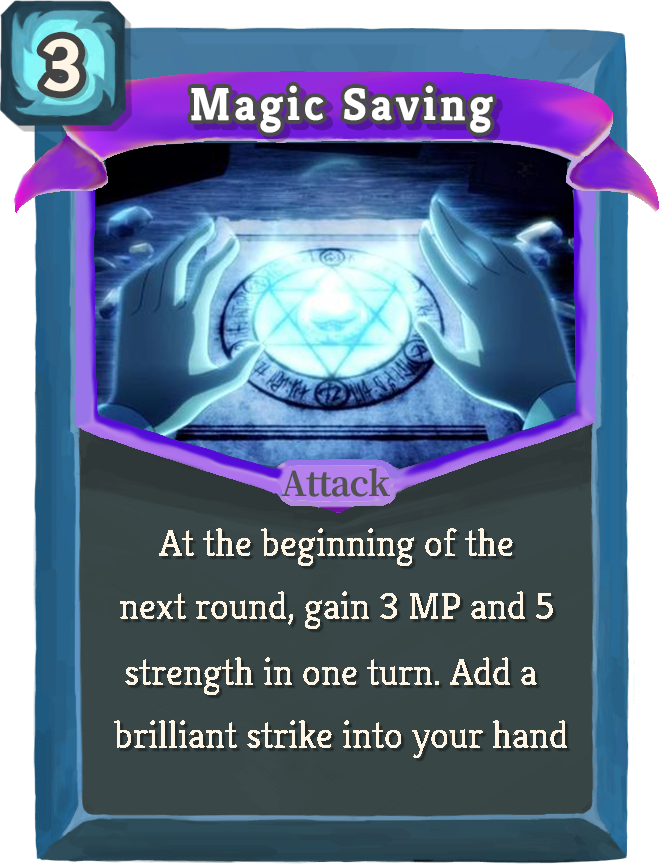 3
Magic Saving
Attack
At the beginning of the
next round, gain 3 MP and 5
strength in one turn. Add a
brilliant strike into your hand